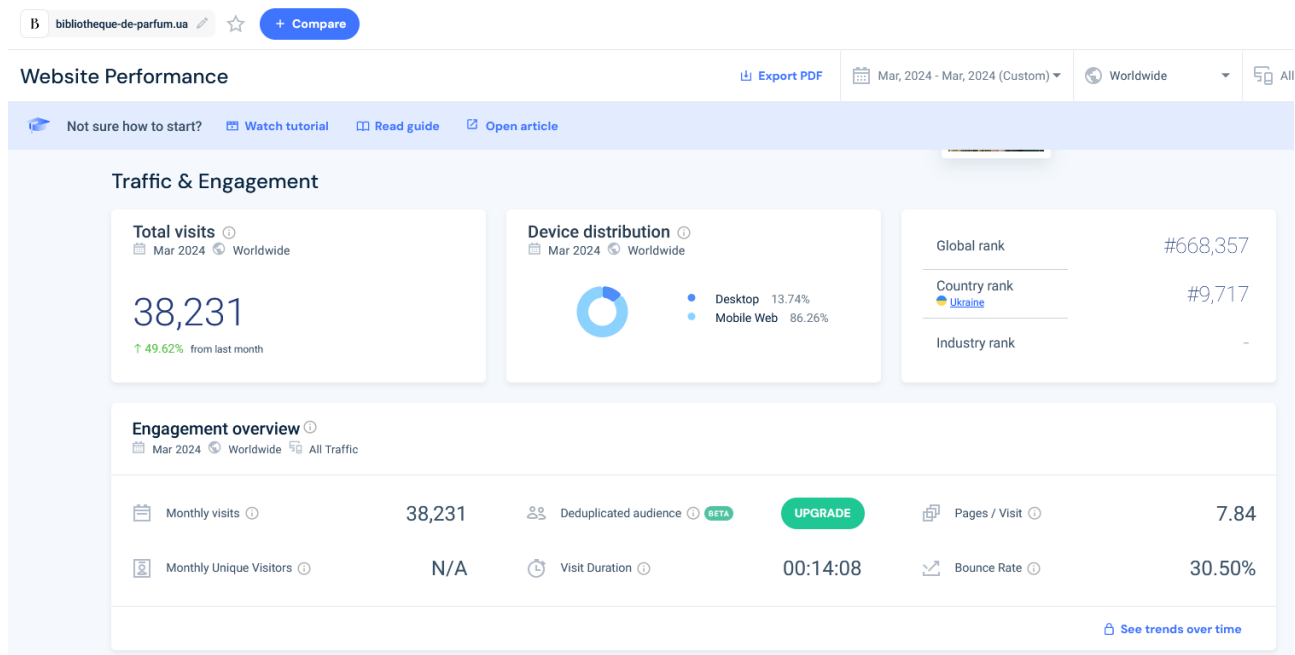 B bibliotheque-de-parfum.ua + Compare
Website Performance Export PDF Mar, 2024 - Mar, 2024 (Custom) Worldwide All
Not sure how to start? Watch tutorial Read guide Open article
Traffic & Engagement
Total visits
Mar 2024 Worldwide
38,231
↑ 49.62% from last month
Device distribution
Mar 2024 Worldwide
Desktop 13.74%
Mobile Web 86.26%
Global rank #668,357
Country rank #9,717
Ukraine
Industry rank -
Engagement overview
Mar 2024 Worldwide All Traffic
Monthly visits 38,231
Deduplicated audience BETA UPGRADE
Pages / Visit 7.84
Monthly Unique Visitors N/A
Visit Duration 00:14:08
Bounce Rate 30.50%
See trends over time